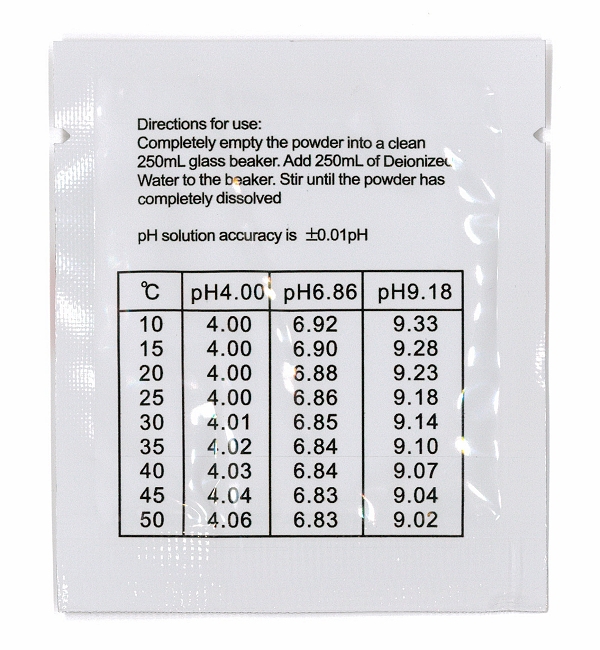 Directions for use:
Completely empty the powder into a clean
250mL glass beaker. Add 250mL of Deionized
Water to the beaker. Stir until the powder has
completely dissolved
pH solution accuracy is ±0.01pH
℃ pH4.00 pH6.86 pH9.18
10 4.00 6.92 9.33
15 4.00 6.90 9.28
20 4.00 6.88 9.23
25 4.00 6.86 9.18
30 4.01 6.85 9.14
35 4.02 6.84 9.10
40 4.03 6.84 9.07
45 4.04 6.83 9.04
50 4.06 6.83 9.02